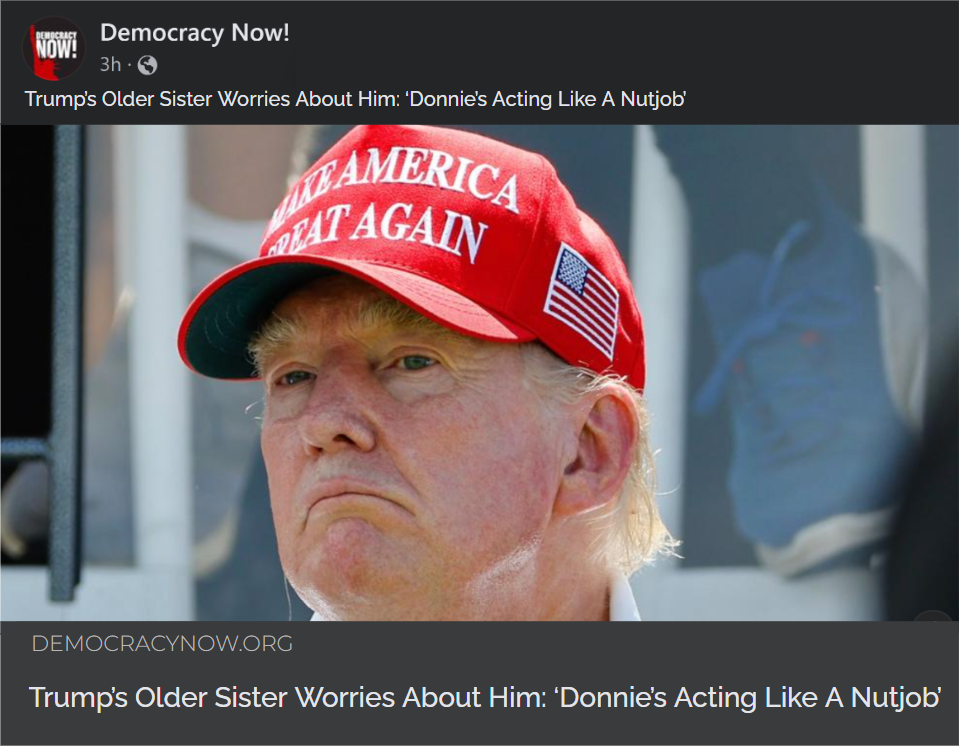 DEMOCRACY
NOW!
Democracy Now!
3h ·
Trump's Older Sister Worries About Him: ‘Donnie's Acting Like A Nutjob’
MAKE AMERICA
GREAT AGAIN
DEMOCRACYNOW.ORG
Trump's Older Sister Worries About Him: ‘Donnie's Acting Like A Nutjob’